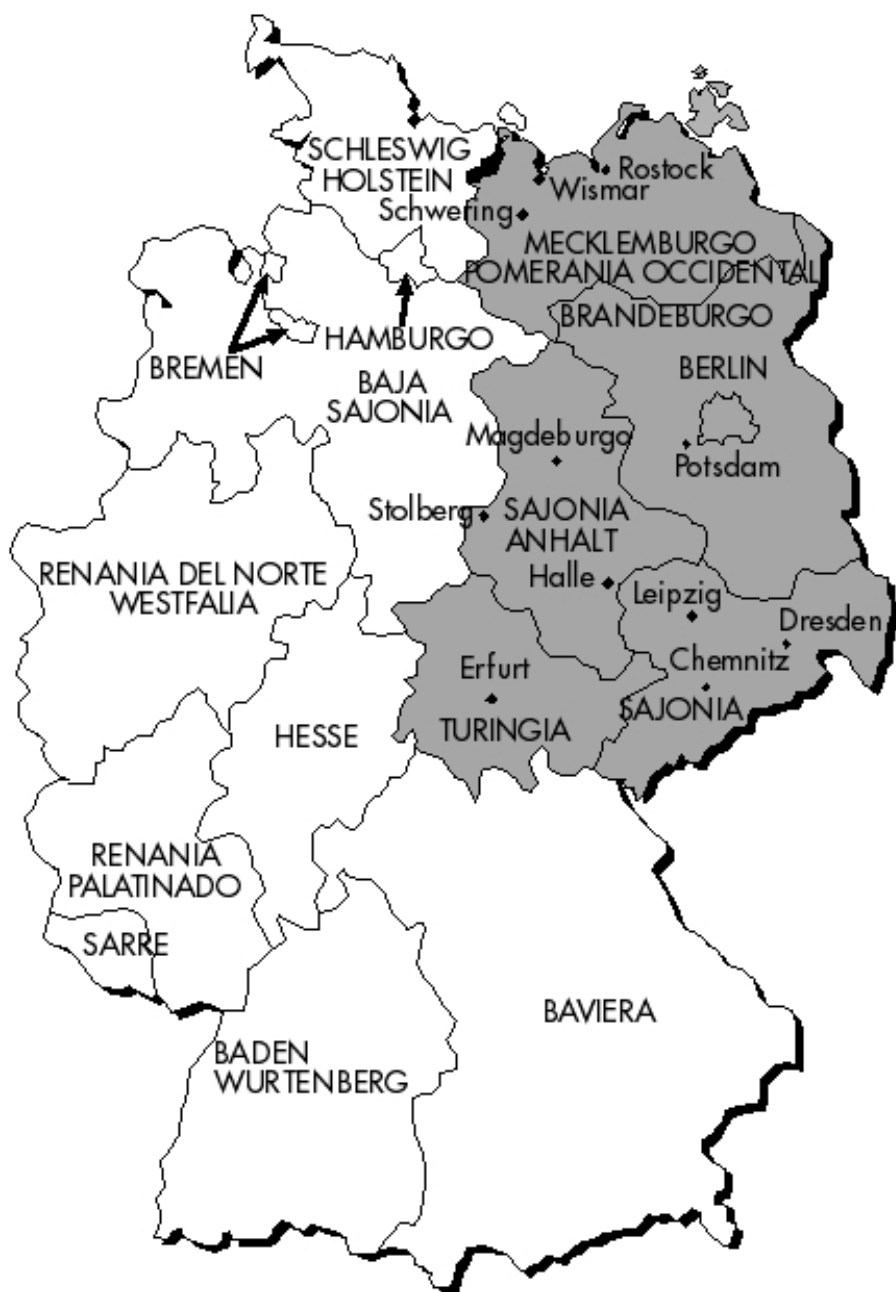 SCHLESWIG
HOLSTEIN
Rostock
Wismar
Schwering
MECKLEMBURGO
POMERANIA OCCIDENTAL
BRANDEBURGO
HAMBURGO
BREMEN
BAJA
SAJONIA
BERLIN
Magdeburgo
Potsdam
Stolberg
SAJONIA
ANHALT
RENANIA DEL NORTE
WESTFALIA
Halle
Leipzig
Dresden
Chemnitz
Erfurt
SAJONIA
TURINGIA
HESSE
RENANIA
PALATINADO
SARRE
BAVIERA
BADEN
WURTENBERG